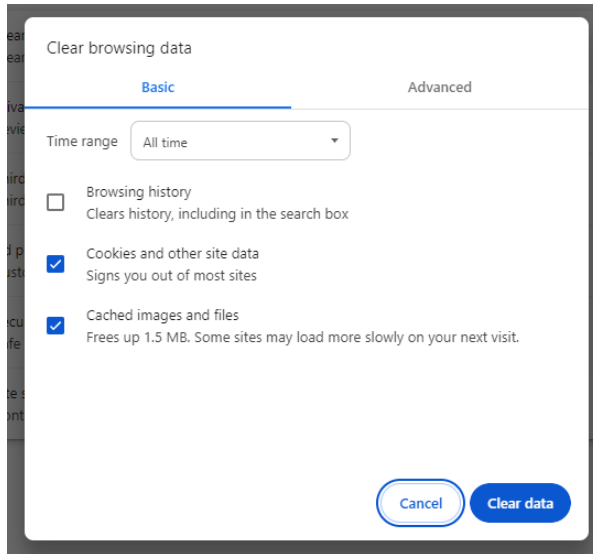 Clear browsing data
Basic
Advanced
Time range
All time
Browsing history
Clears history, including in the search box
Cookies and other site data
Signs you out of most sites
Cached images and files
Frees up 1.5 MB. Some sites may load more slowly on your next visit.
Cancel
Clear data